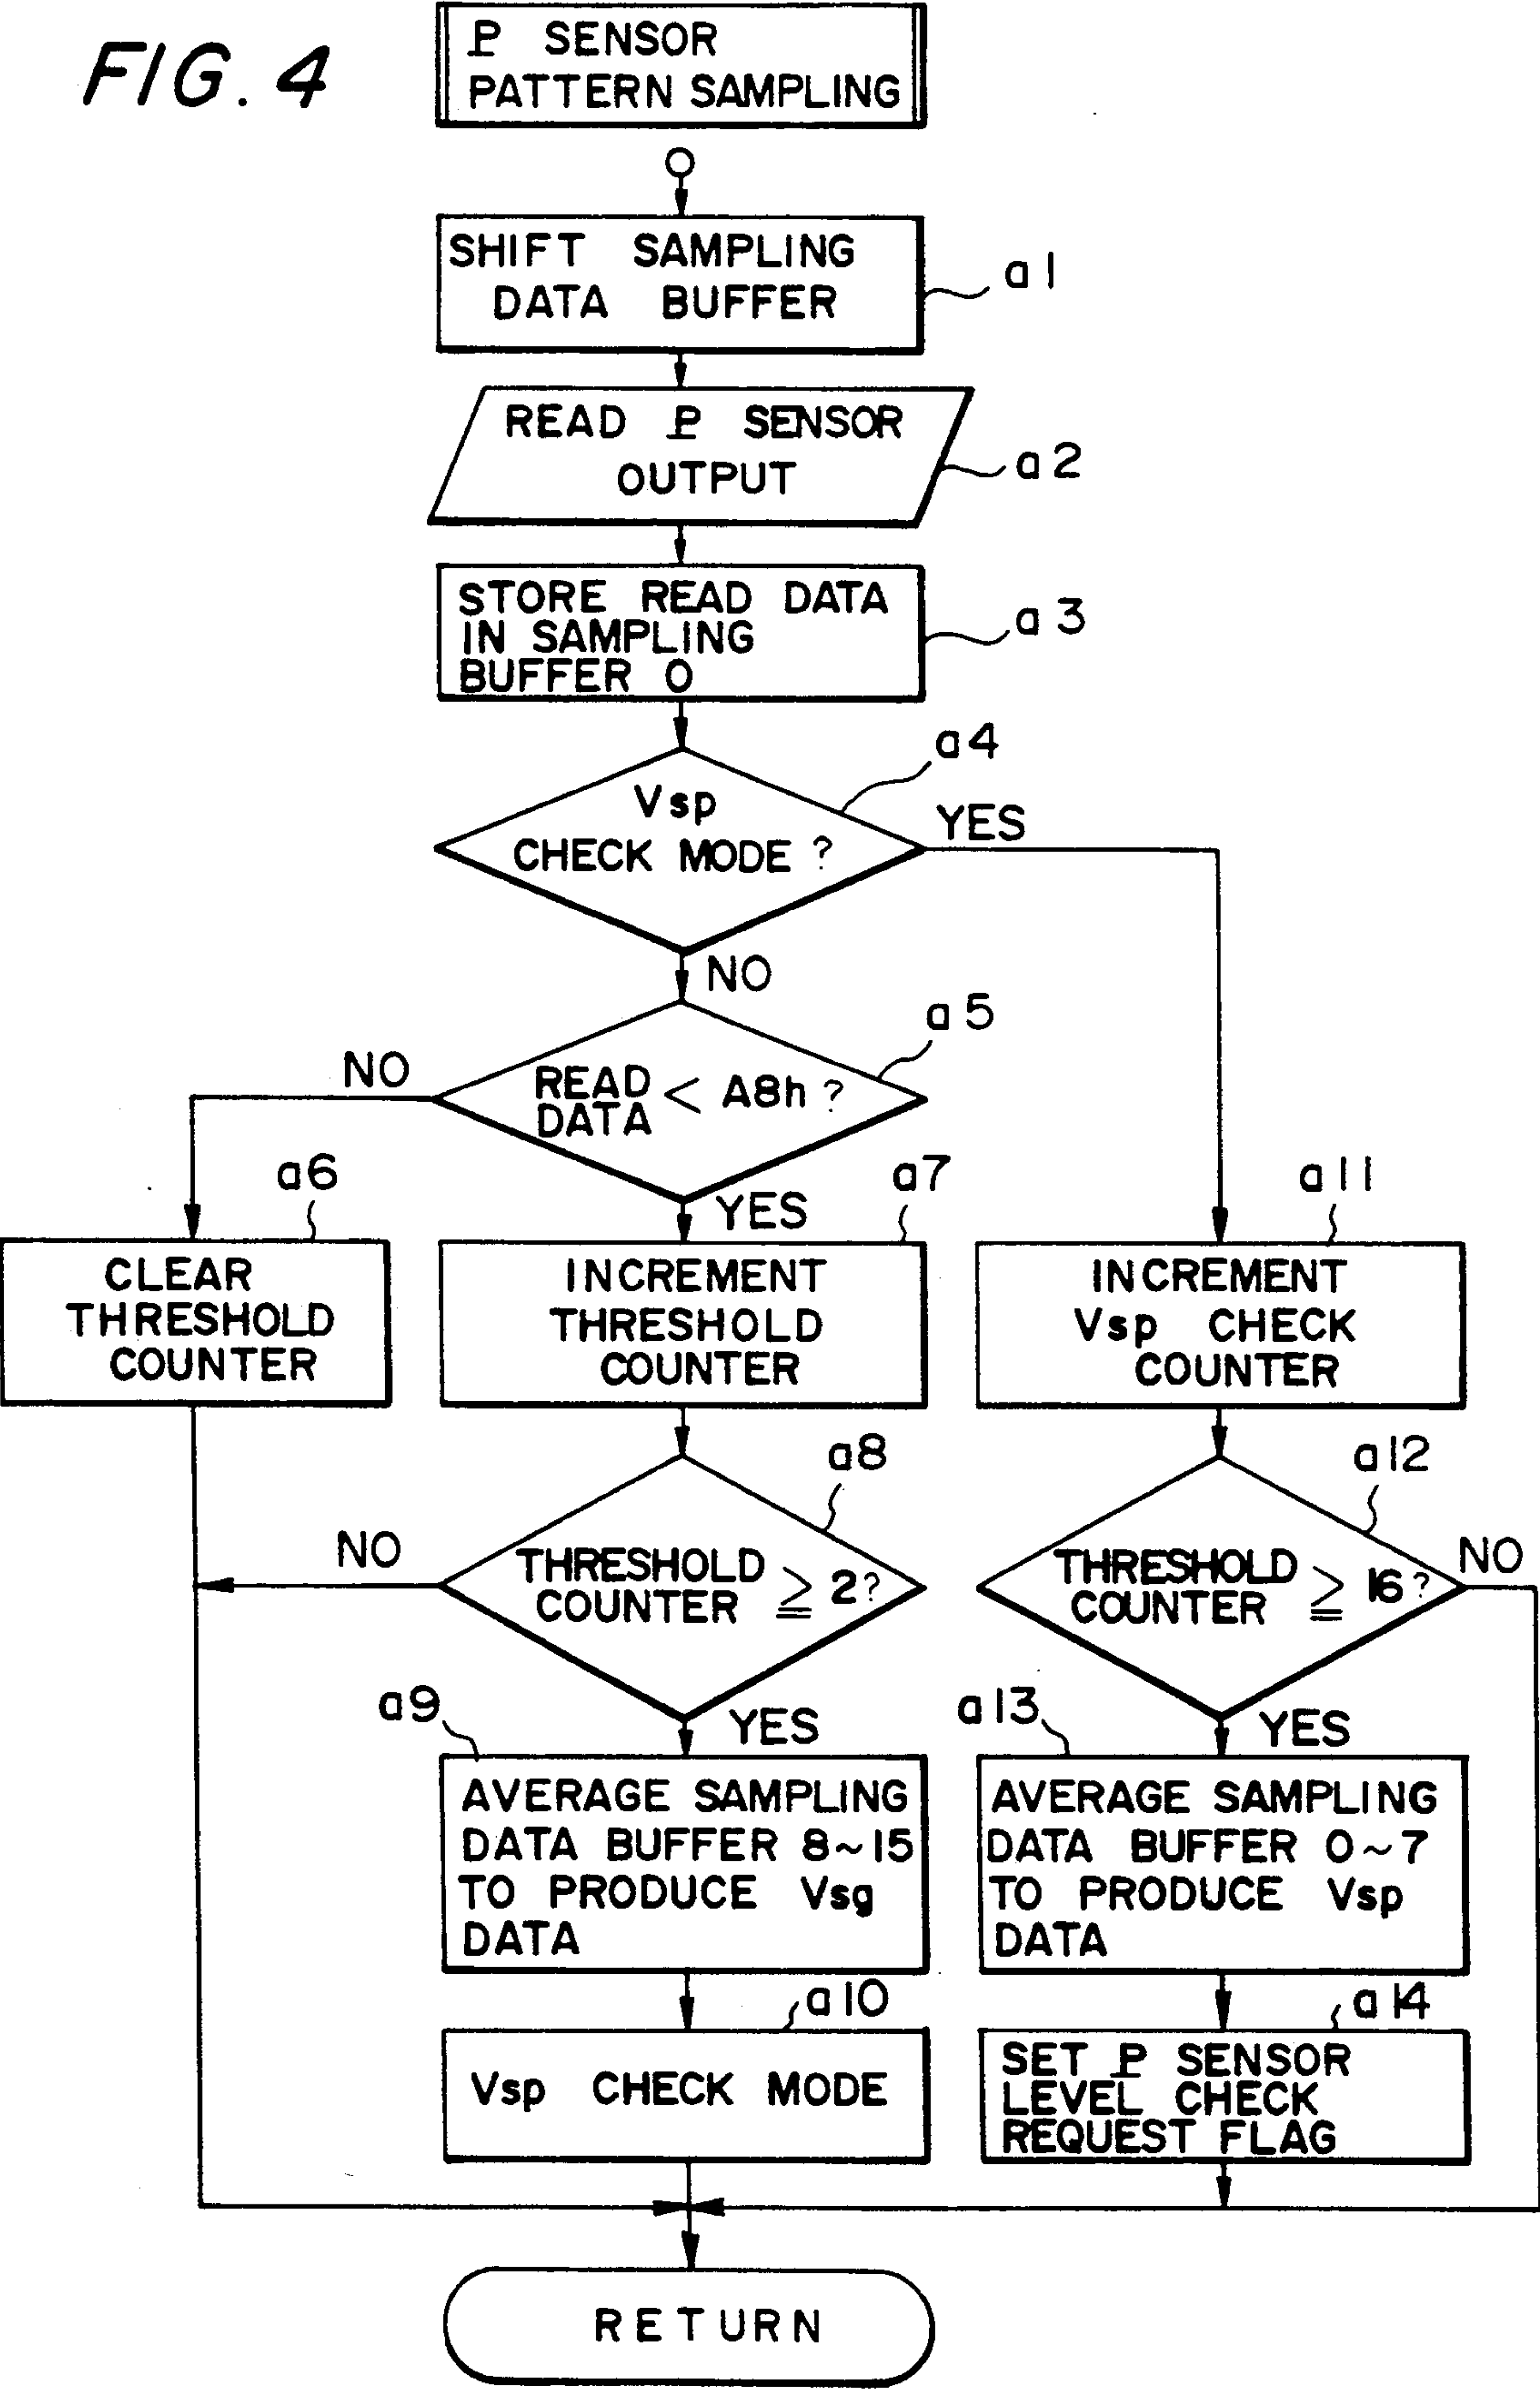 FIG. 4
P SENSOR
PATTERN SAMPLING
SHIFT SAMPLING
DATA BUFFER
a1
READ P SENSOR
OUTPUT
a2
STORE READ DATA
IN SAMPLING
BUFFER 0
a3
a4
Vsp
CHECK MODE ?
YES
NO
a5
READ
DATA < A8h ?
NO
YES
a6
CLEAR
THRESHOLD
COUNTER
a7
INCREMENT
THRESHOLD
COUNTER
a11
INCREMENT
Vsp CHECK
COUNTER
a8
THRESHOLD
COUNTER ≧ 2?
NO
YES
a12
THRESHOLD
COUNTER ≧ 16?
NO
YES
a9
AVERAGE SAMPLING
DATA BUFFER 8~15
TO PRODUCE Vsg
DATA
a13
AVERAGE SAMPLING
DATA BUFFER 0~7
TO PRODUCE Vsp
DATA
a10
Vsp CHECK MODE
a14
SET P SENSOR
LEVEL CHECK
REQUEST FLAG
RETURN